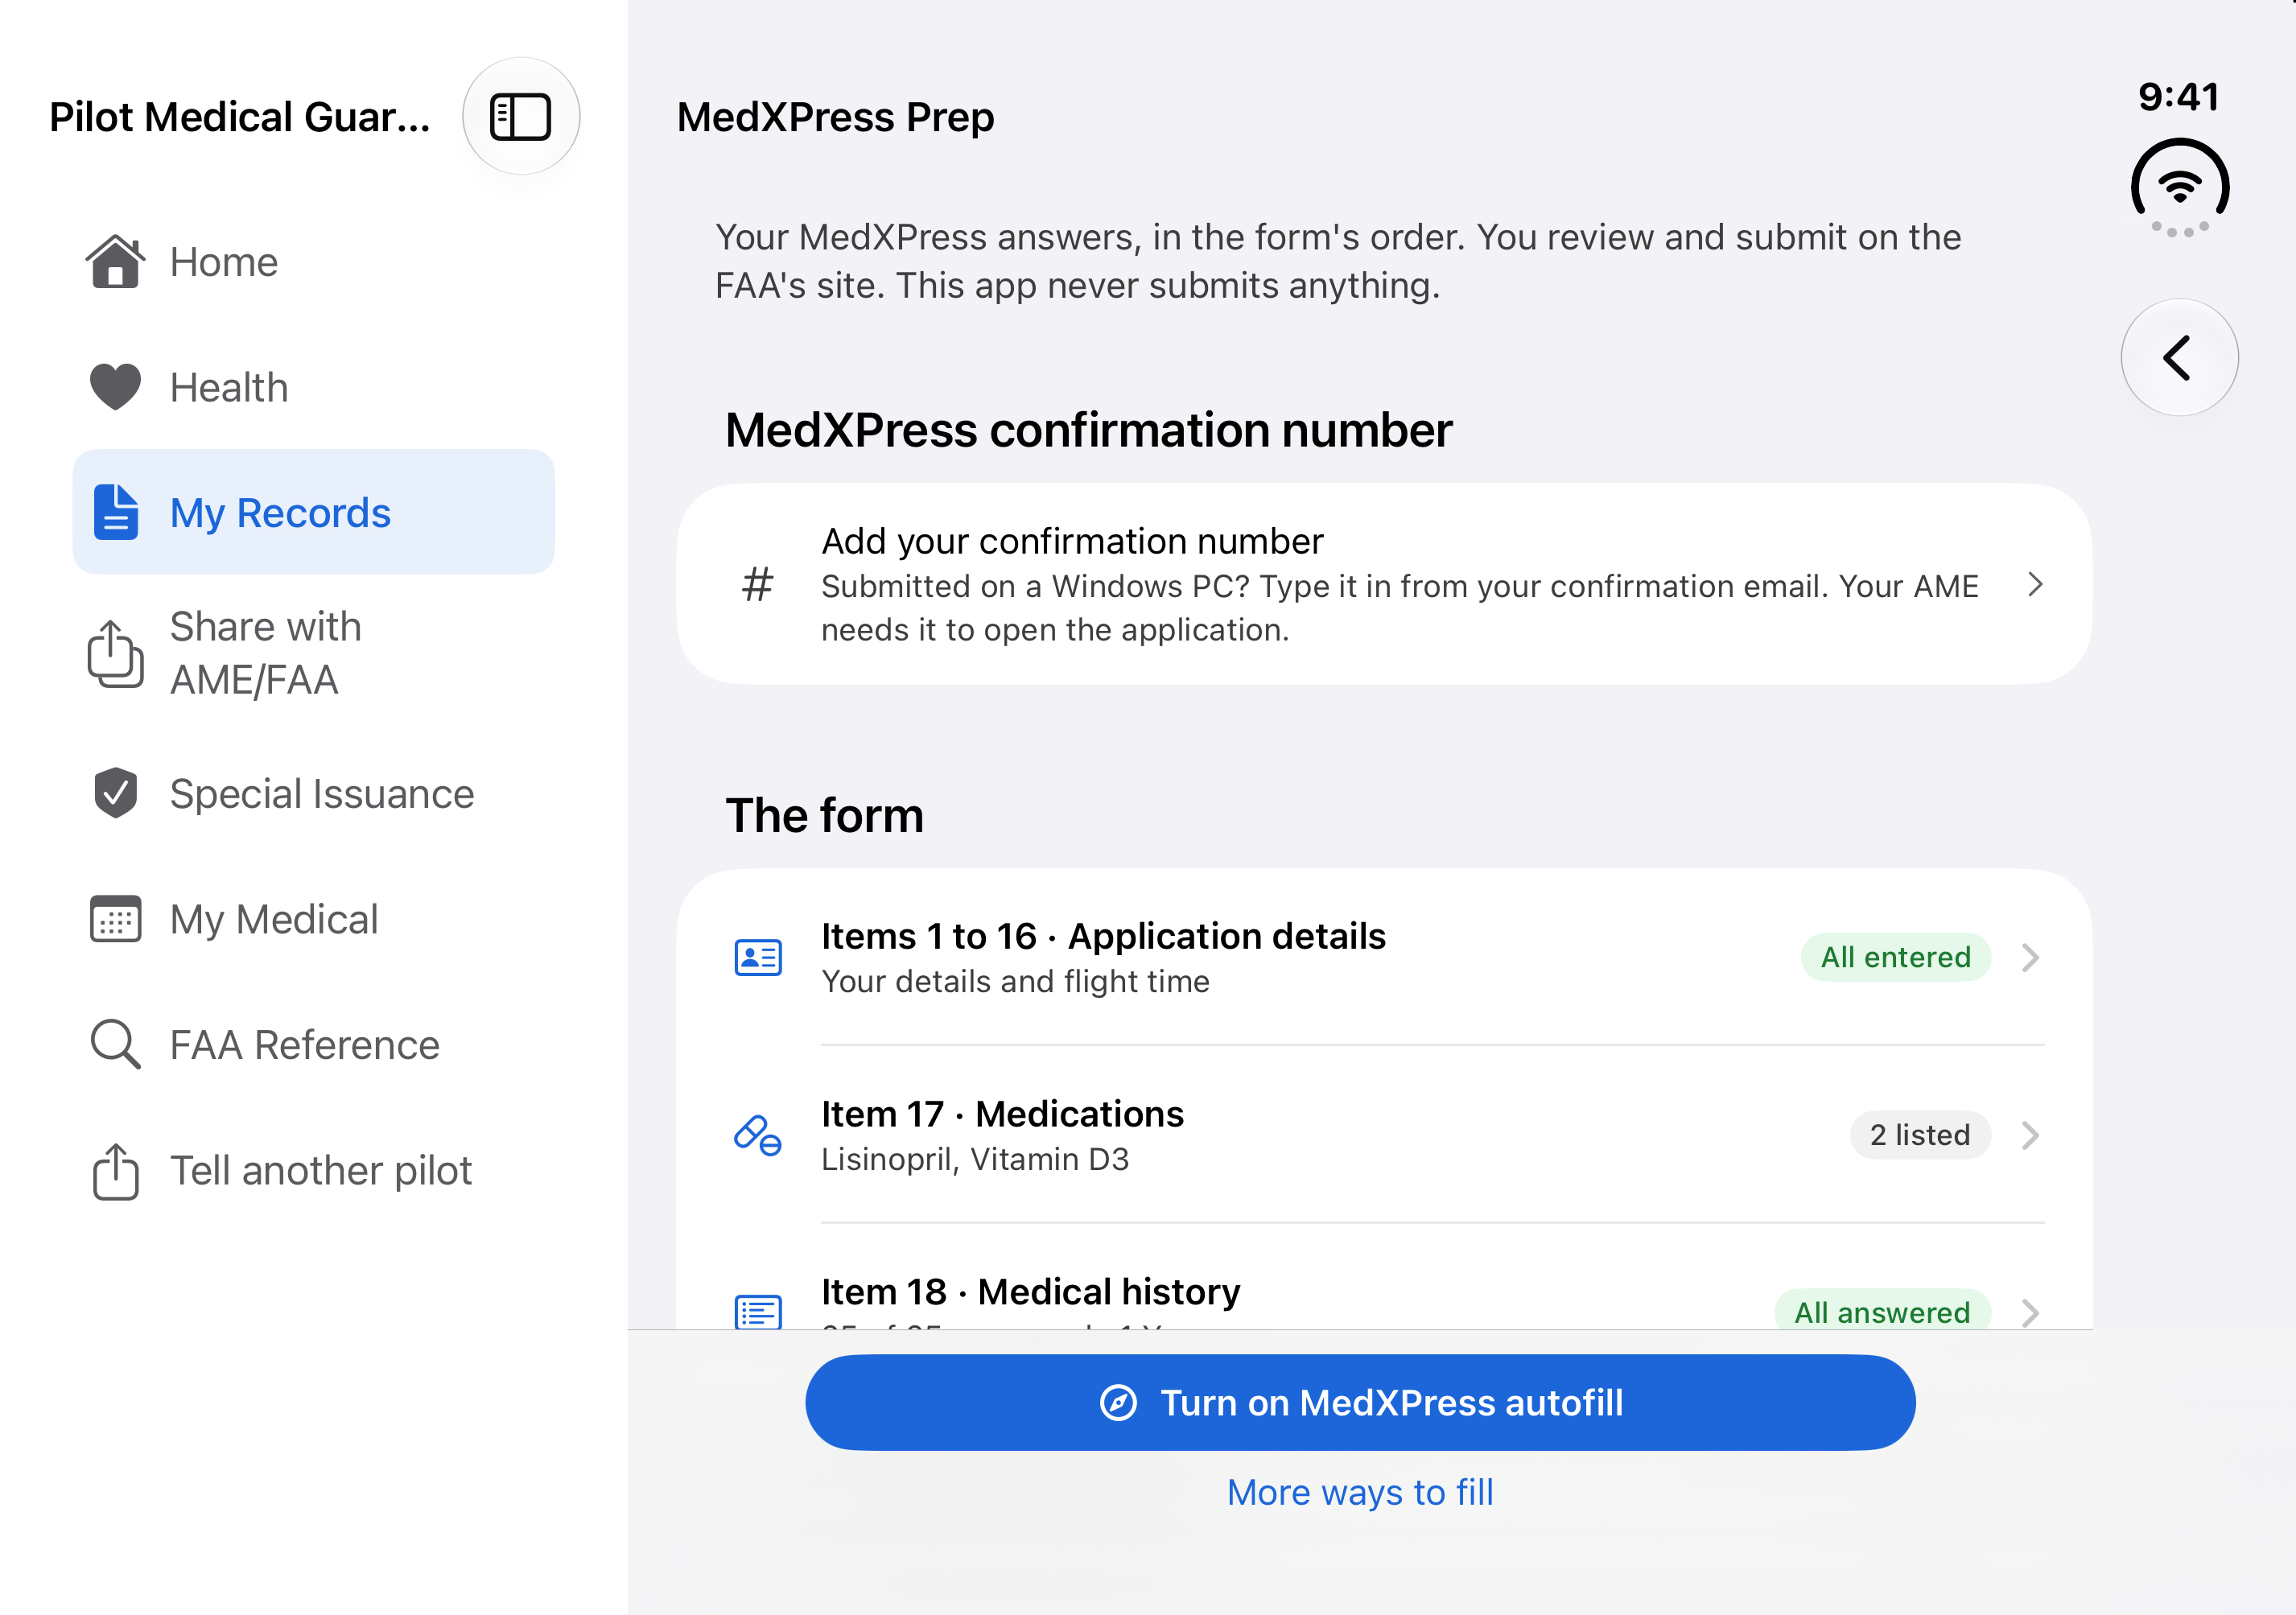 Pilot Medical Guar...
Home
Health
My Records
Share with
AME/FAA
Special Issuance
My Medical
FAA Reference
Tell another pilot
MedXPress Prep
9:41
Your MedXPress answers, in the form's order. You review and submit on the
FAA's site. This app never submits anything.
MedXPress confirmation number
#
Add your confirmation number
Submitted on a Windows PC? Type it in from your confirmation email. Your AME
needs it to open the application.
The form
Items 1 to 16 · Application details
Your details and flight time
All entered
Item 17 · Medications
Lisinopril, Vitamin D3
2 listed
Item 18 · Medical history
All answered
Turn on MedXPress autofill
More ways to fill